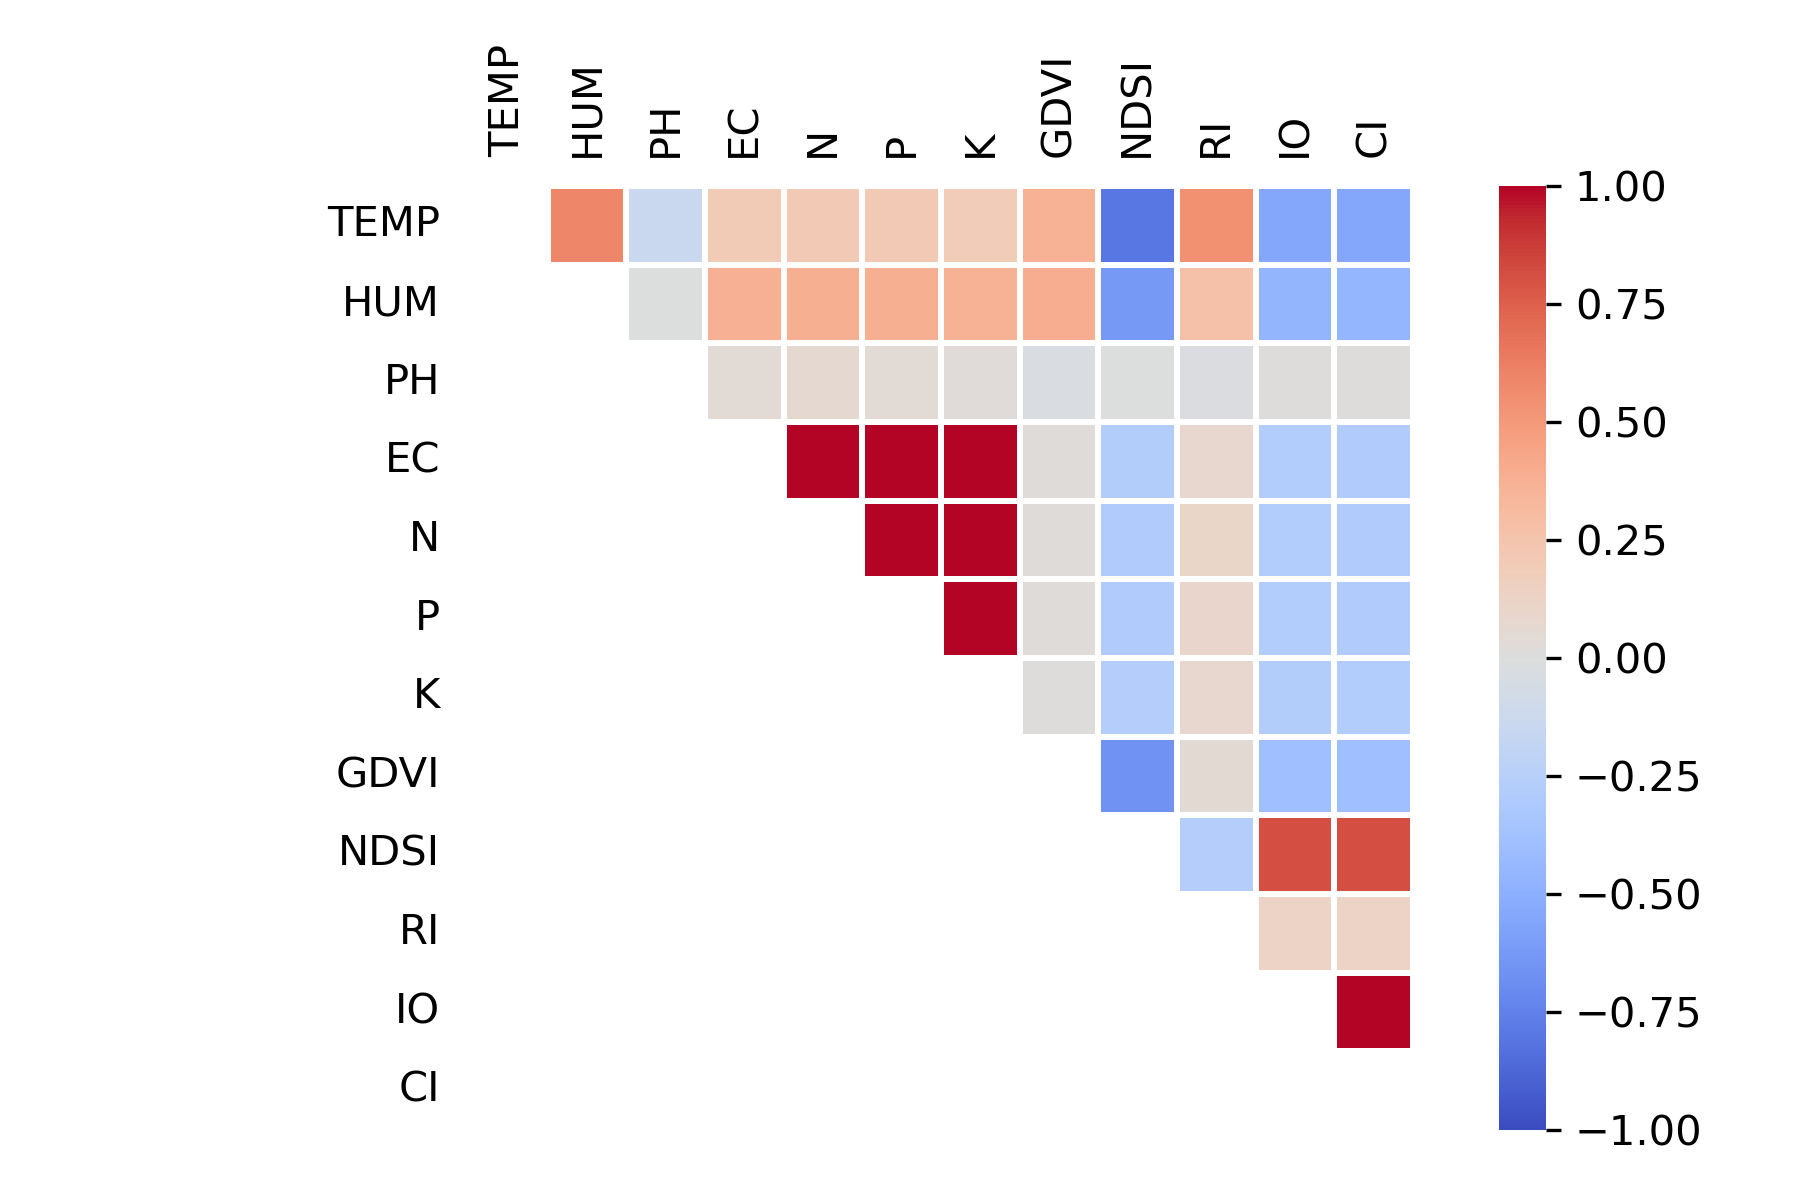 TEMP HUM PH EC N P K GDVI NDSI RI IO CI
TEMP
HUM
PH
EC
N
P
K
GDVI
NDSI
RI
IO
CI
1.00
0.75
0.50
0.25
0.00
−0.25
−0.50
−0.75
−1.00